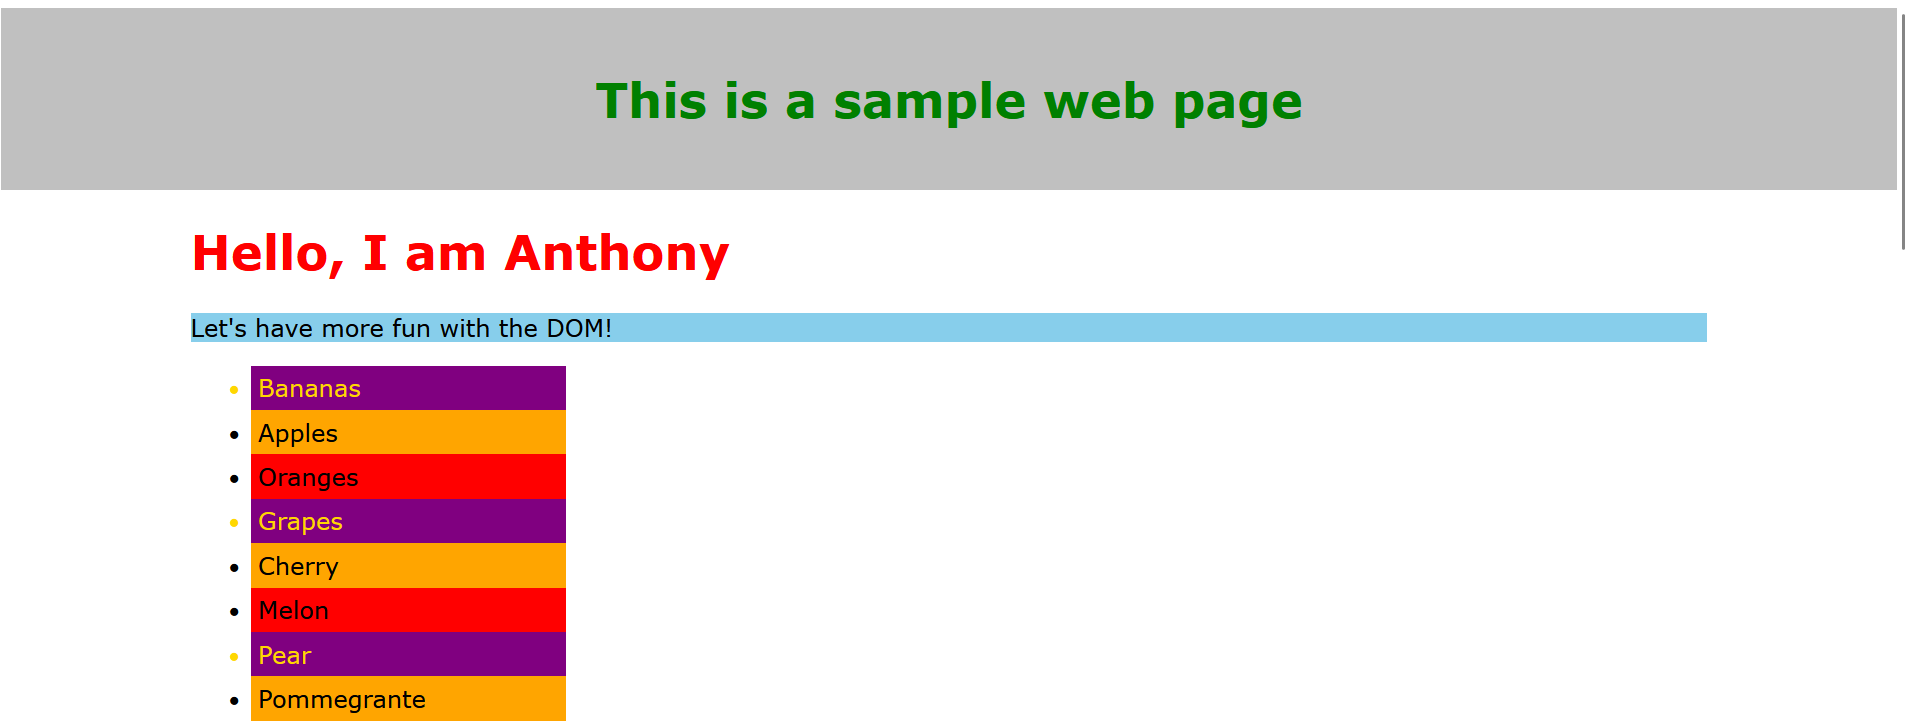 This is a sample web page
Hello, I am Anthony
Let's have more fun with the DOM!
Bananas
Apples
Oranges
Grapes
Cherry
Melon
Pear
Pommegrante